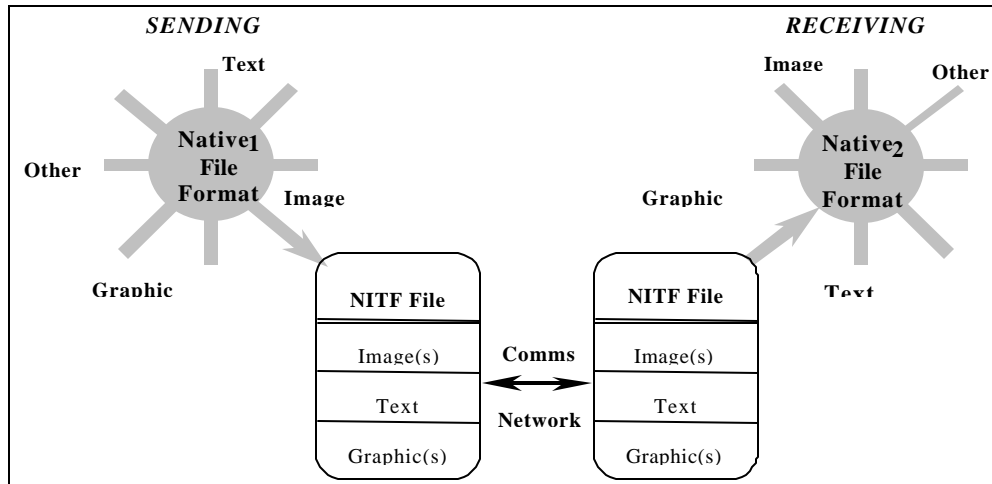 SENDING
RECEIVING
Text
Image
Other
Native1
File
Format
Native2
File
Format
Other
Image
Graphic
Graphic
Text
NITF File
NITF File
Image(s)
Comms
Image(s)
Text
Network
Text
Graphic(s)
Graphic(s)